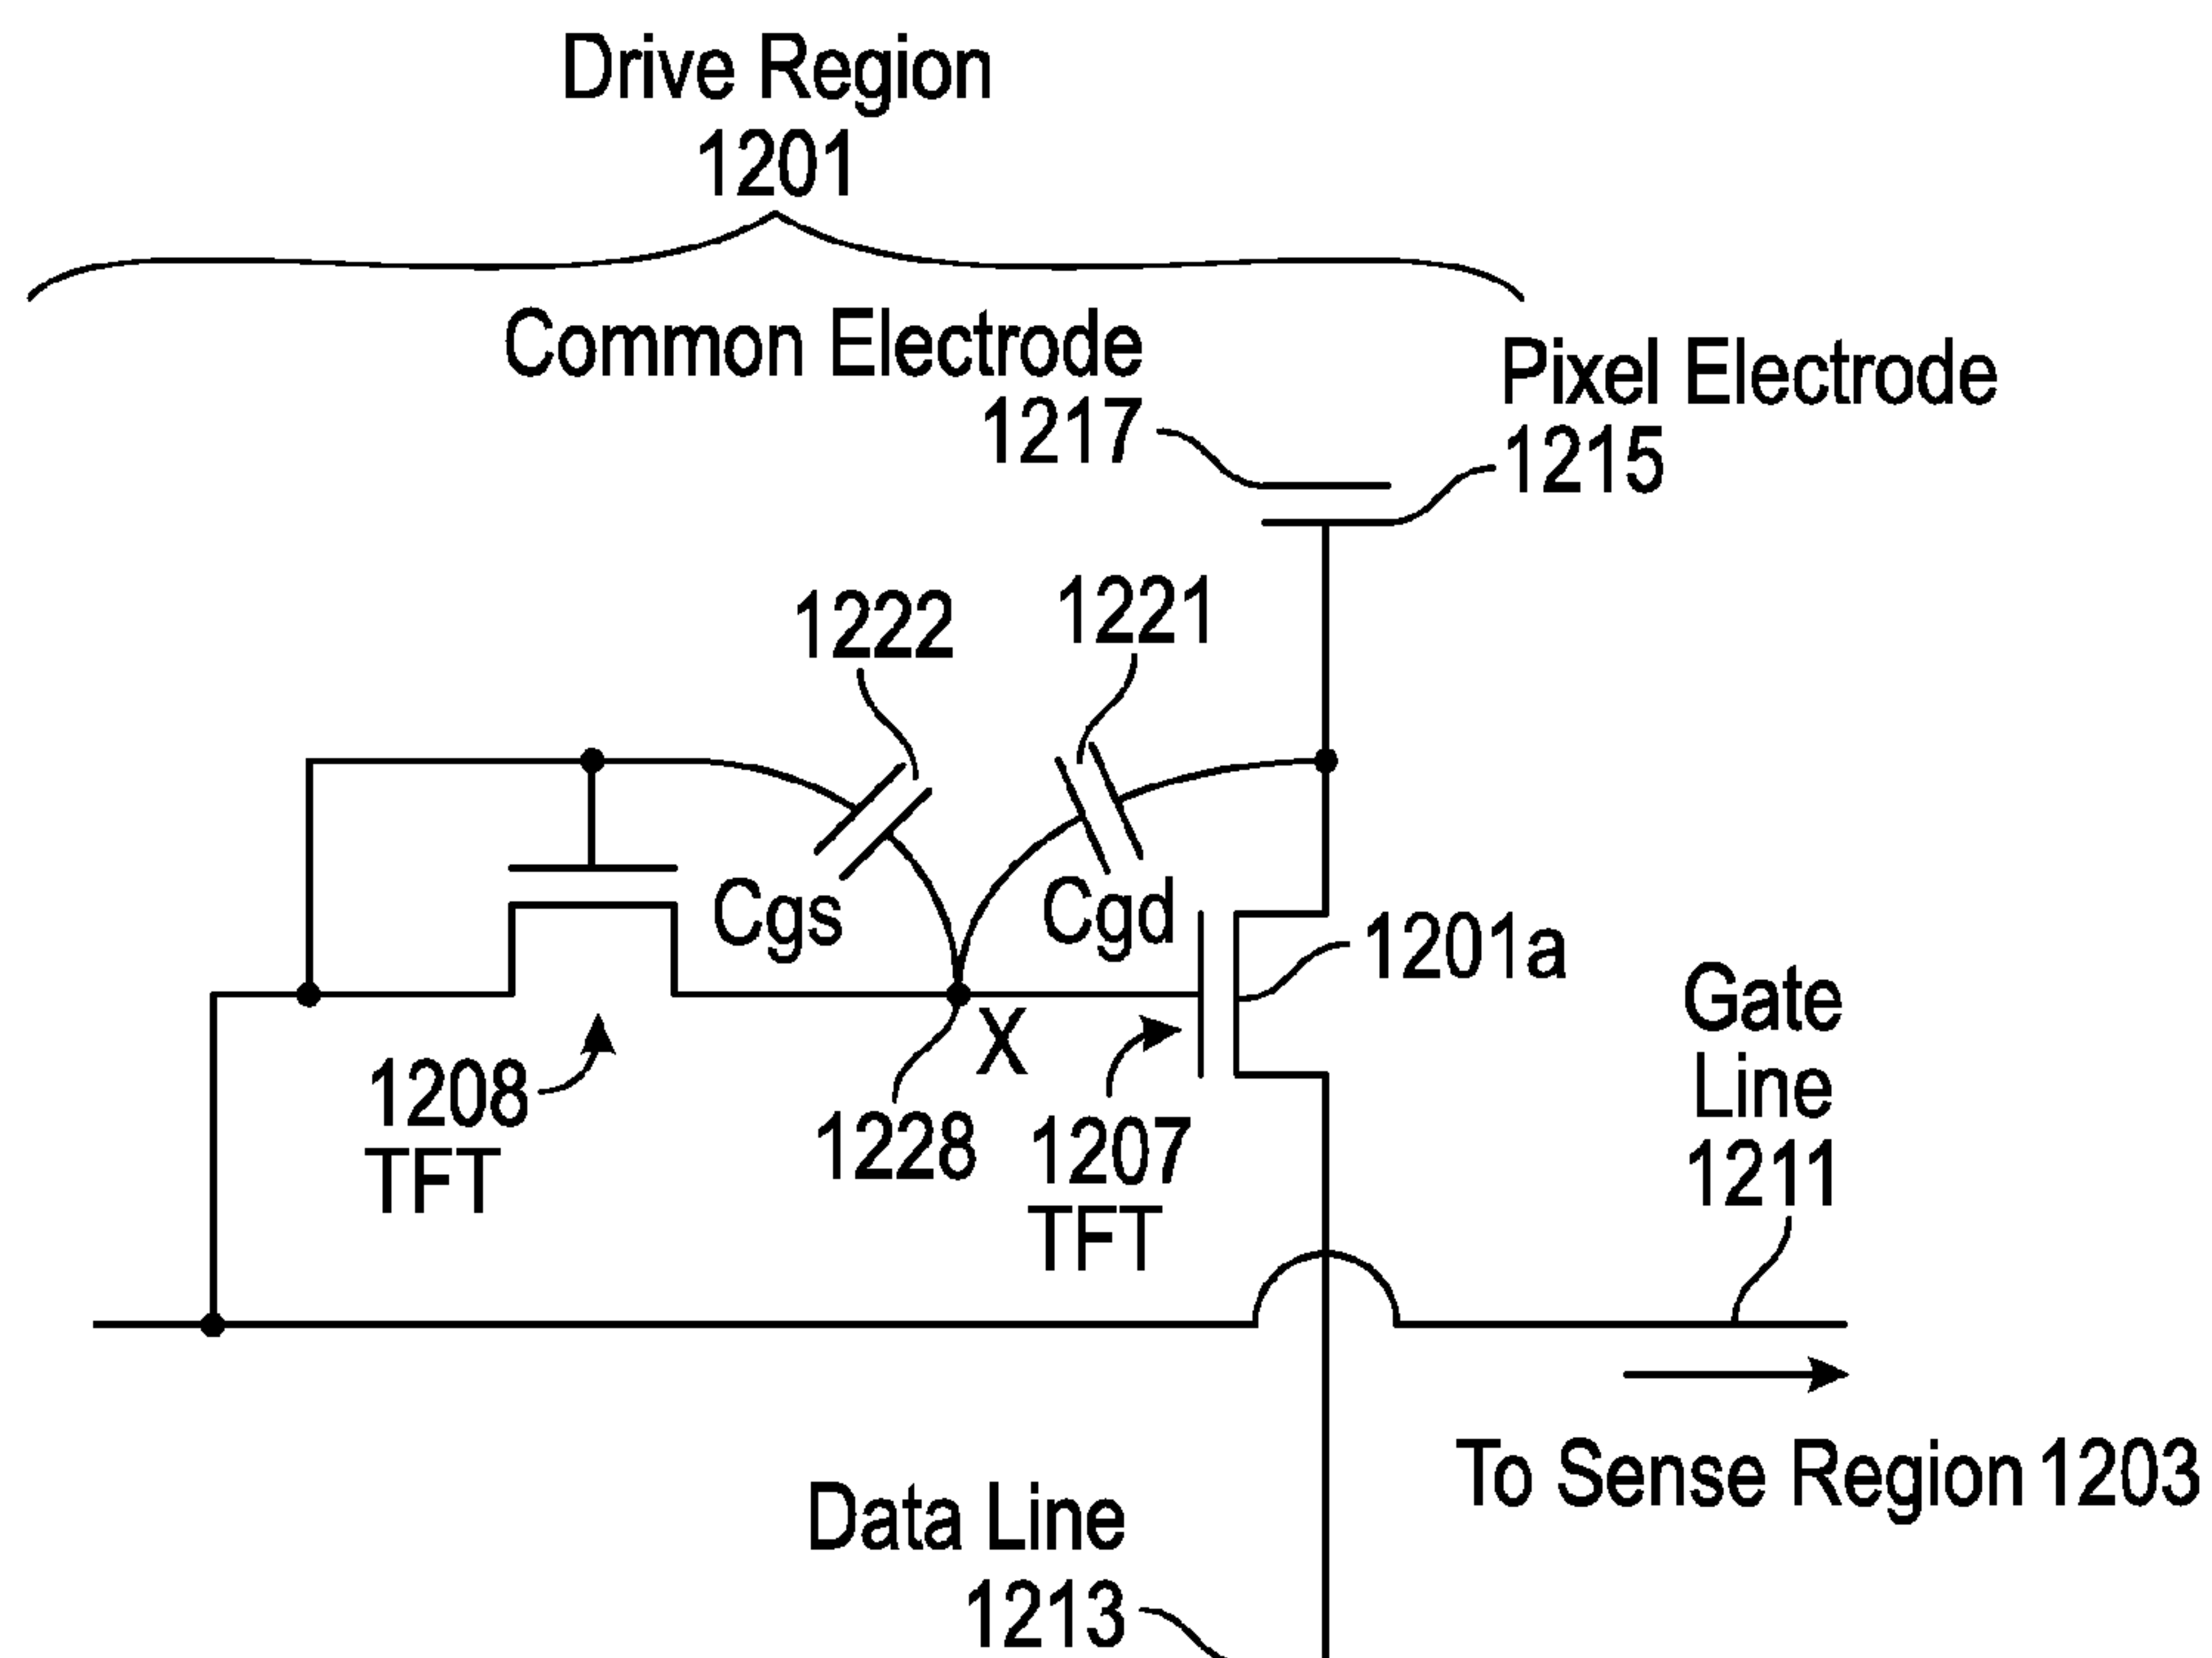 Drive Region
1201
Common Electrode
1217
Pixel Electrode
1215
1222
1221
Cgs
Cgd
1201a
X
1208
TFT
1228
1207
TFT
Gate
Line
1211
To Sense Region 1203
Data Line
1213